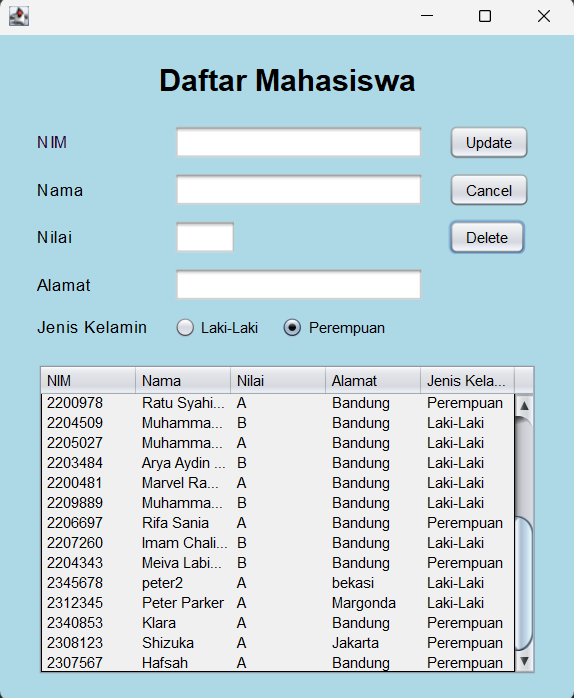 Daftar Mahasiswa
NIM Update
Nama Cancel
Nilai Delete
Alamat
Jenis Kelamin Laki-Laki Perempuan
NIM Nama Nilai Alamat Jenis Kela...
2200978 Ratu Syahi... A Bandung Perempuan
2204509 Muhamma... B Bandung Laki-Laki
2205027 Muhamma... A Bandung Laki-Laki
2203484 Arya Aydin ... B Bandung Laki-Laki
2200481 Marvel Ra... A Bandung Laki-Laki
2209889 Muhamma... B Bandung Laki-Laki
2206697 Rifa Sania A Bandung Perempuan
2207260 Imam Chali... B Bandung Laki-Laki
2204343 Meiva Labi... B Bandung Perempuan
2345678 peter2 A bekasi Laki-Laki
2312345 Peter Parker A Margonda Laki-Laki
2340853 Klara A Bandung Perempuan
2308123 Shizuka A Jakarta Perempuan
2307567 Hafsah A Bandung Perempuan